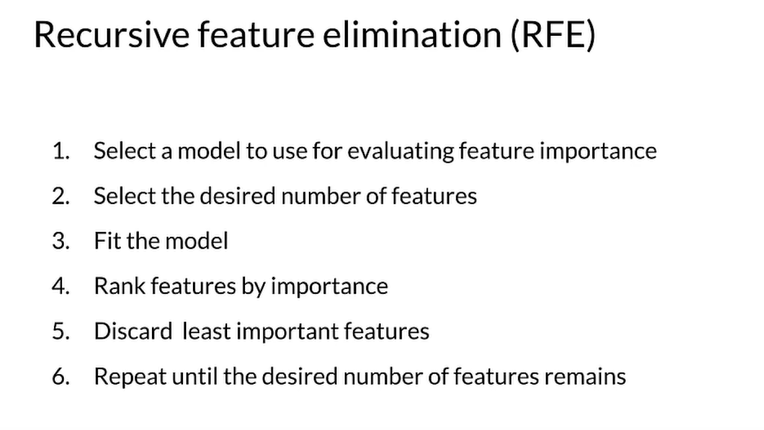 Recursive feature elimination (RFE)
1. Select a model to use for evaluating feature importance
2. Select the desired number of features
3. Fit the model
4. Rank features by importance
5. Discard least important features
6. Repeat until the desired number of features remains